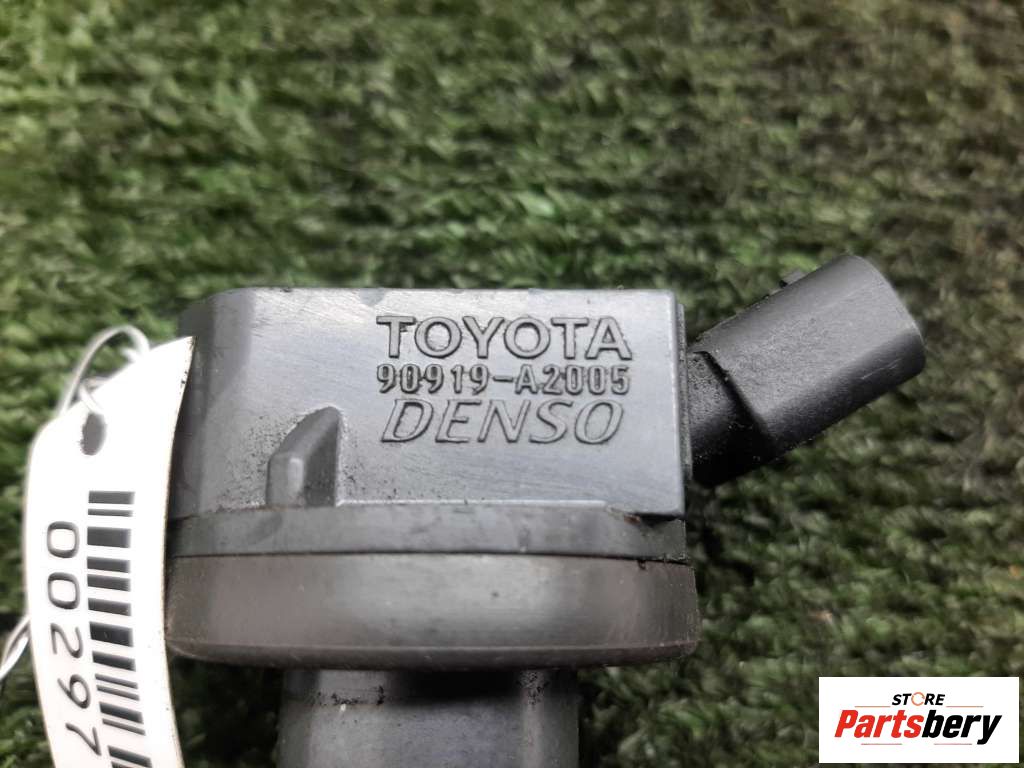 TOYOTA
90919-A2005
DENSO
00297
STORE
Partsbery